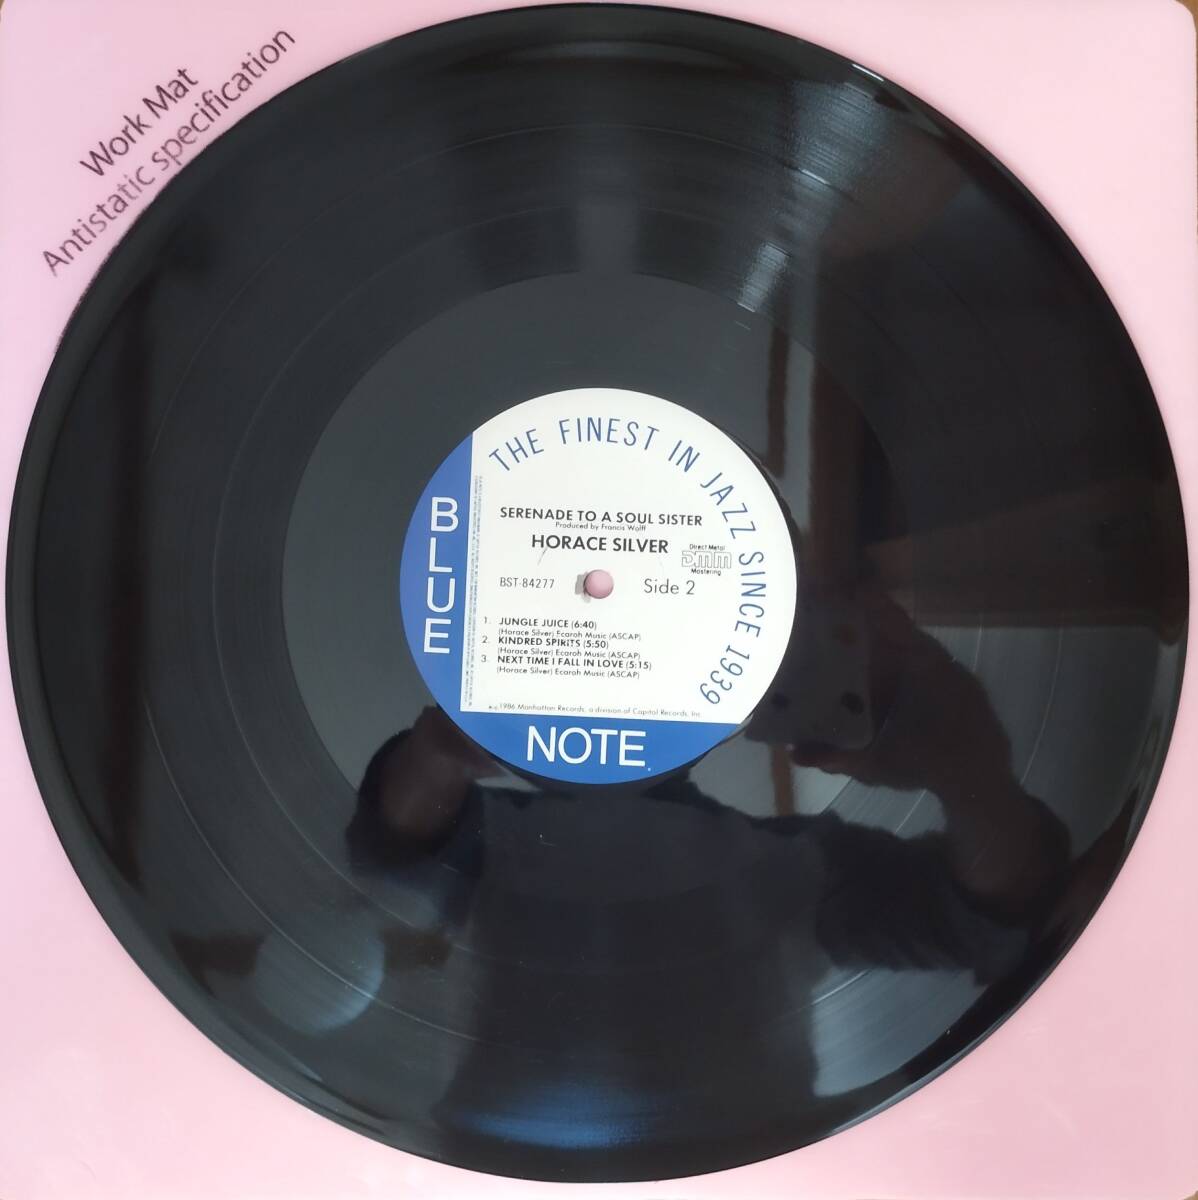 Work Mat
Antistatic specification
THE FINEST IN JAZZ SINCE 1939
BLUE
NOTE
SERENADE TO A SOUL SISTER
Produced by Francis Wolff
HORACE SILVER
Direct Metal
DMM
Mastering
BST-84277
Side 2
1. JUNGLE JUICE (6:40)
(Horace Silver) Ecaroh Music (ASCAP)
2. KINDRED SPIRITS (5:50)
(Horace Silver) Ecaroh Music (ASCAP)
3. NEXT TIME I FALL IN LOVE (5:15)
(Horace Silver) Ecaroh Music (ASCAP)
1986 Manhattan Records, a division of Capitol Records, Inc.